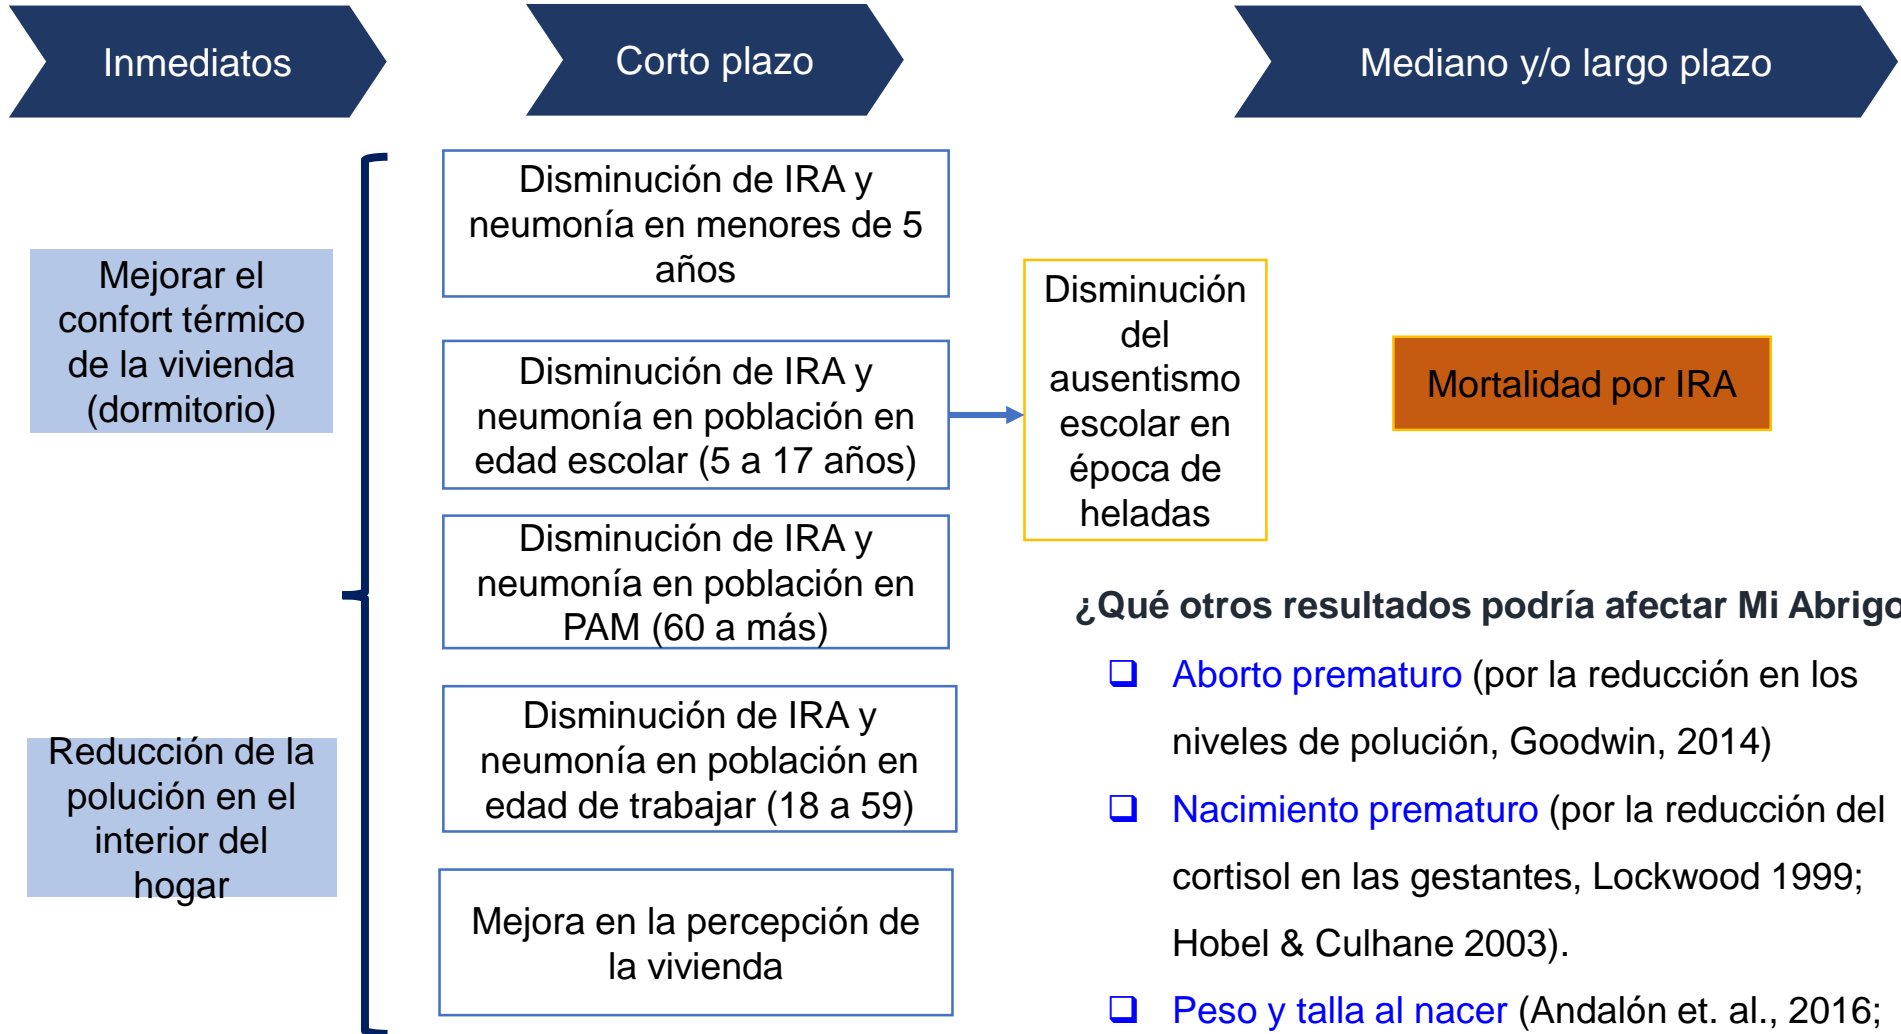 Inmediatos
Corto plazo
Mediano y/o largo plazo
Mejorar el
confort térmico
de la vivienda
(dormitorio)
Reducción de la
polución en el
interior del
hogar
Disminución de IRA y
neumonía en menores de 5
años
Disminución de IRA y
neumonía en población en
edad escolar (5 a 17 años)
Disminución de IRA y
neumonía en población en
PAM (60 a más)
Disminución de IRA y
neumonía en población en
edad de trabajar (18 a 59)
Mejora en la percepción de
la vivienda
Disminución
del
ausentismo
escolar en
época de
heladas
Mortalidad por IRA
¿Qué otros resultados podría afectar Mi Abrigo
Aborto prematuro (por la reducción en los
niveles de polución, Goodwin, 2014)
Nacimiento prematuro (por la reducción del
cortisol en las gestantes, Lockwood 1999;
Hobel & Culhane 2003).
Peso y talla al nacer (Andalón et. al., 2016;